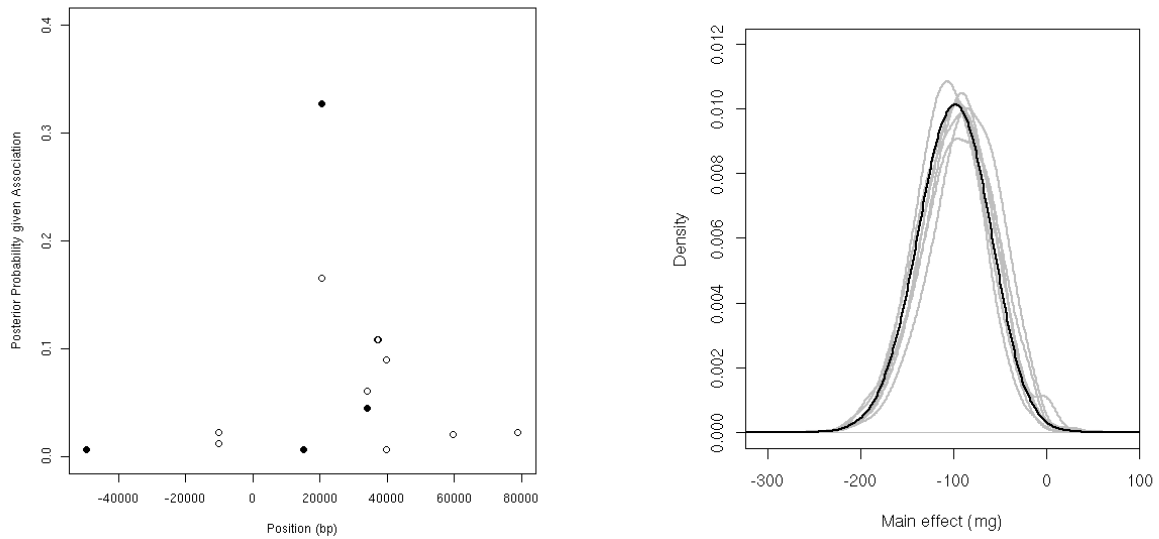 Posterior Probability given Association
0.4
0.3
0.2
0.1
0.0
-40000 -20000 0 20000 40000 60000 80000
Position (bp)
Density
0.012
0.010
0.008
0.006
0.004
0.002
0.000
-300 -200 -100 0 100
Main effect (mg)